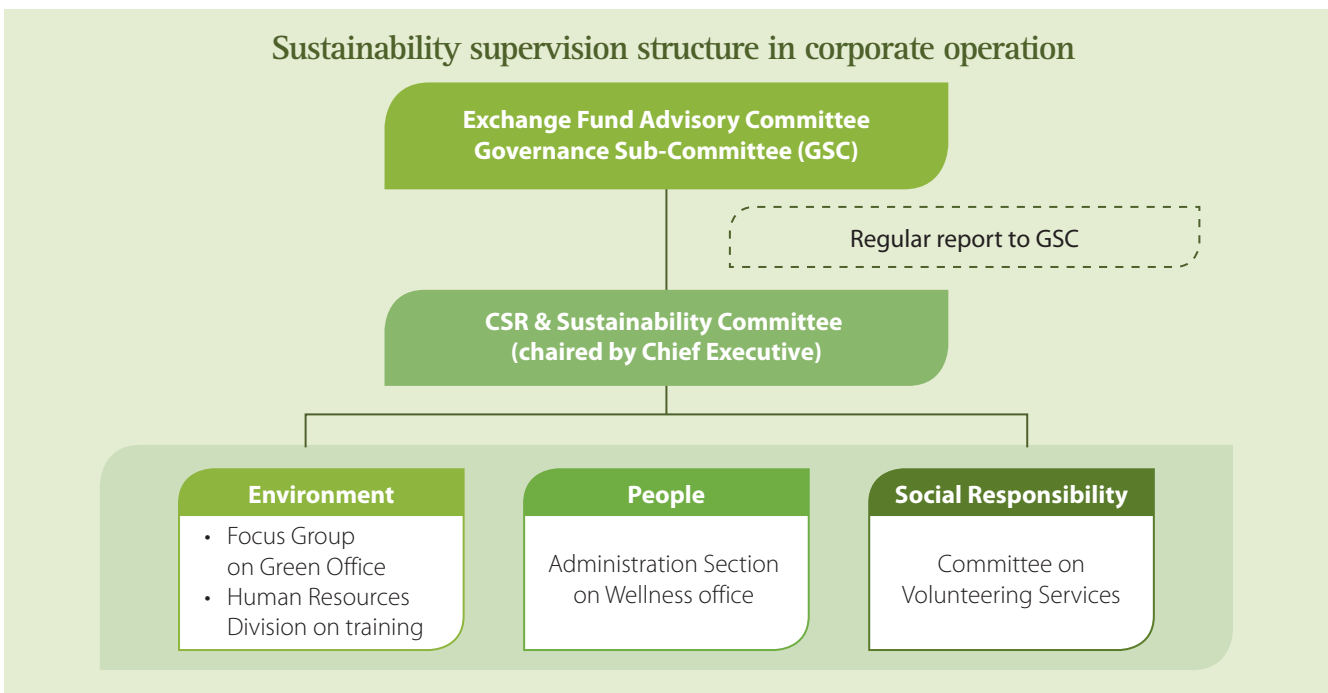 Sustainability supervision structure in corporate operation
Exchange Fund Advisory Committee
Governance Sub-Committee (GSC)
Regular report to GSC
CSR & Sustainability Committee
(chaired by Chief Executive)
Environment
• Focus Group
on Green Office
• Human Resources
Division on training
People
Administration Section
on Wellness office
Social Responsibility
Committee on
Volunteering Services